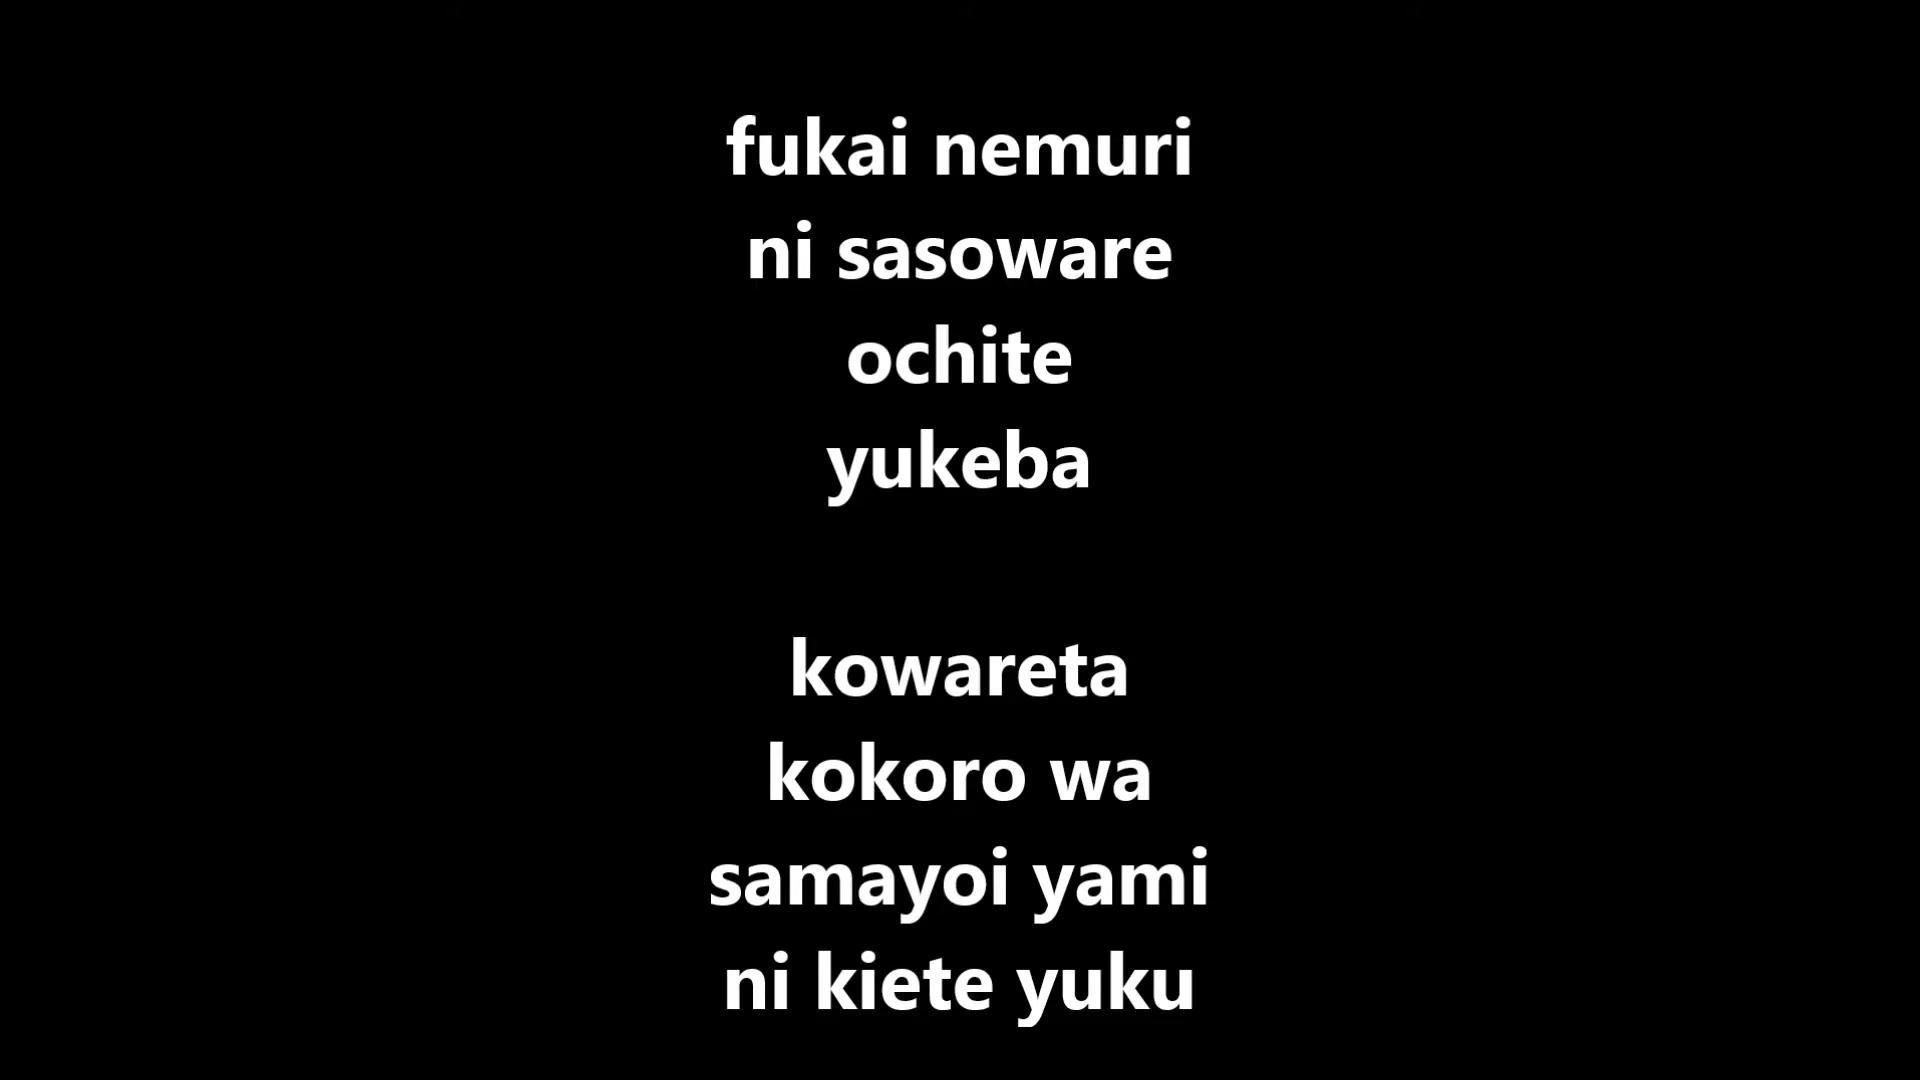 fukai nemuri
ni sasoware
ochite
yukeba
kowareta
kokoro wa
samayoi yami
ni kiete yuku